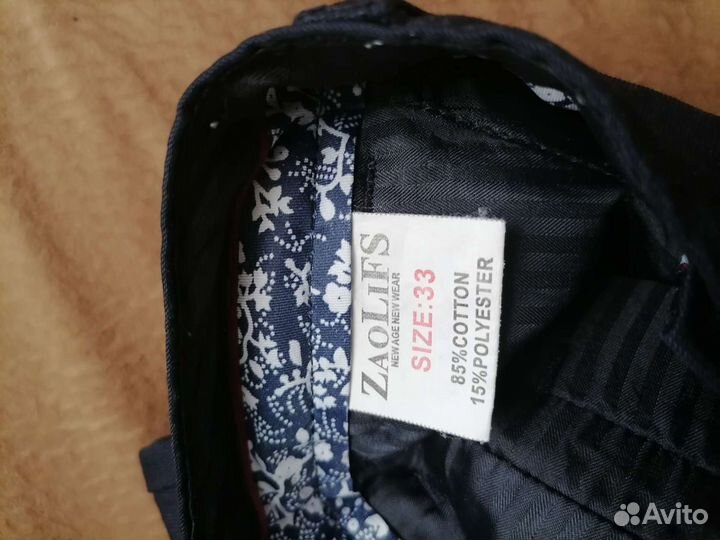 ZAOLIFS
NEW AGE NEW WEAR
SIZE:33
85%COTTON
15%POLYESTER
Avito